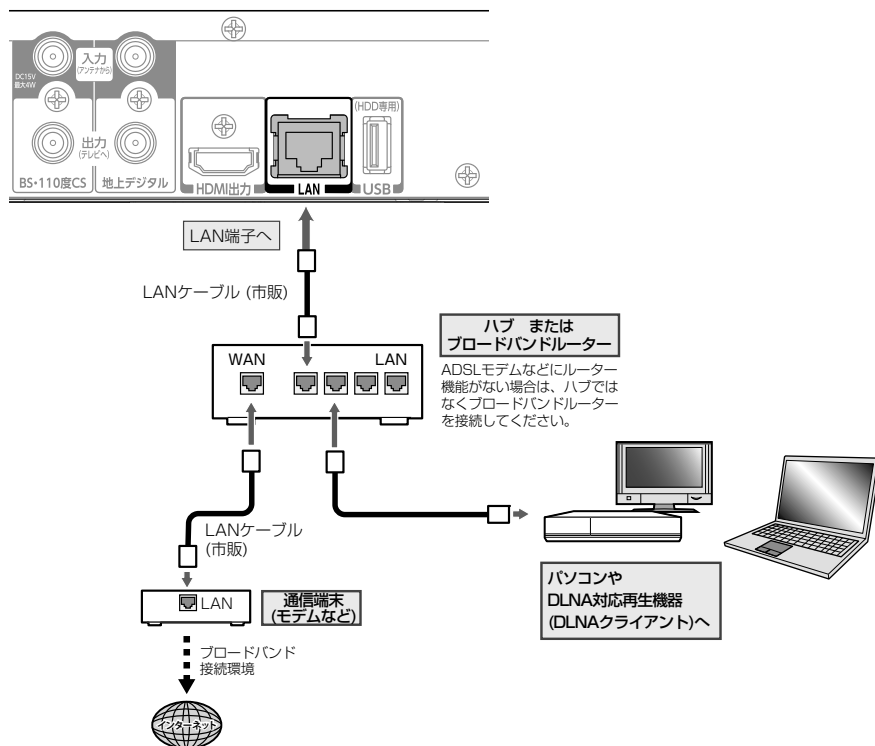 DC15V
最大4W
入力
(アンテナから)
出力
(テレビへ)
BS・110度CS
地上デジタル
HDMI出力
LAN
(HDD専用)
USB
LAN端子へ
LANケーブル (市販)
ハブ または
ブロードバンドルーター
WAN
LAN
ADSLモデムなどにルーター
機能がない場合は、ハブでは
なくブロードバンドルーター
を接続してください。
LANケーブル
(市販)
LAN
通信端末
(モデムなど)
パソコンや
DLNA対応再生機器
(DLNAクライアント)へ
ブロードバンド
接続環境
インターネット